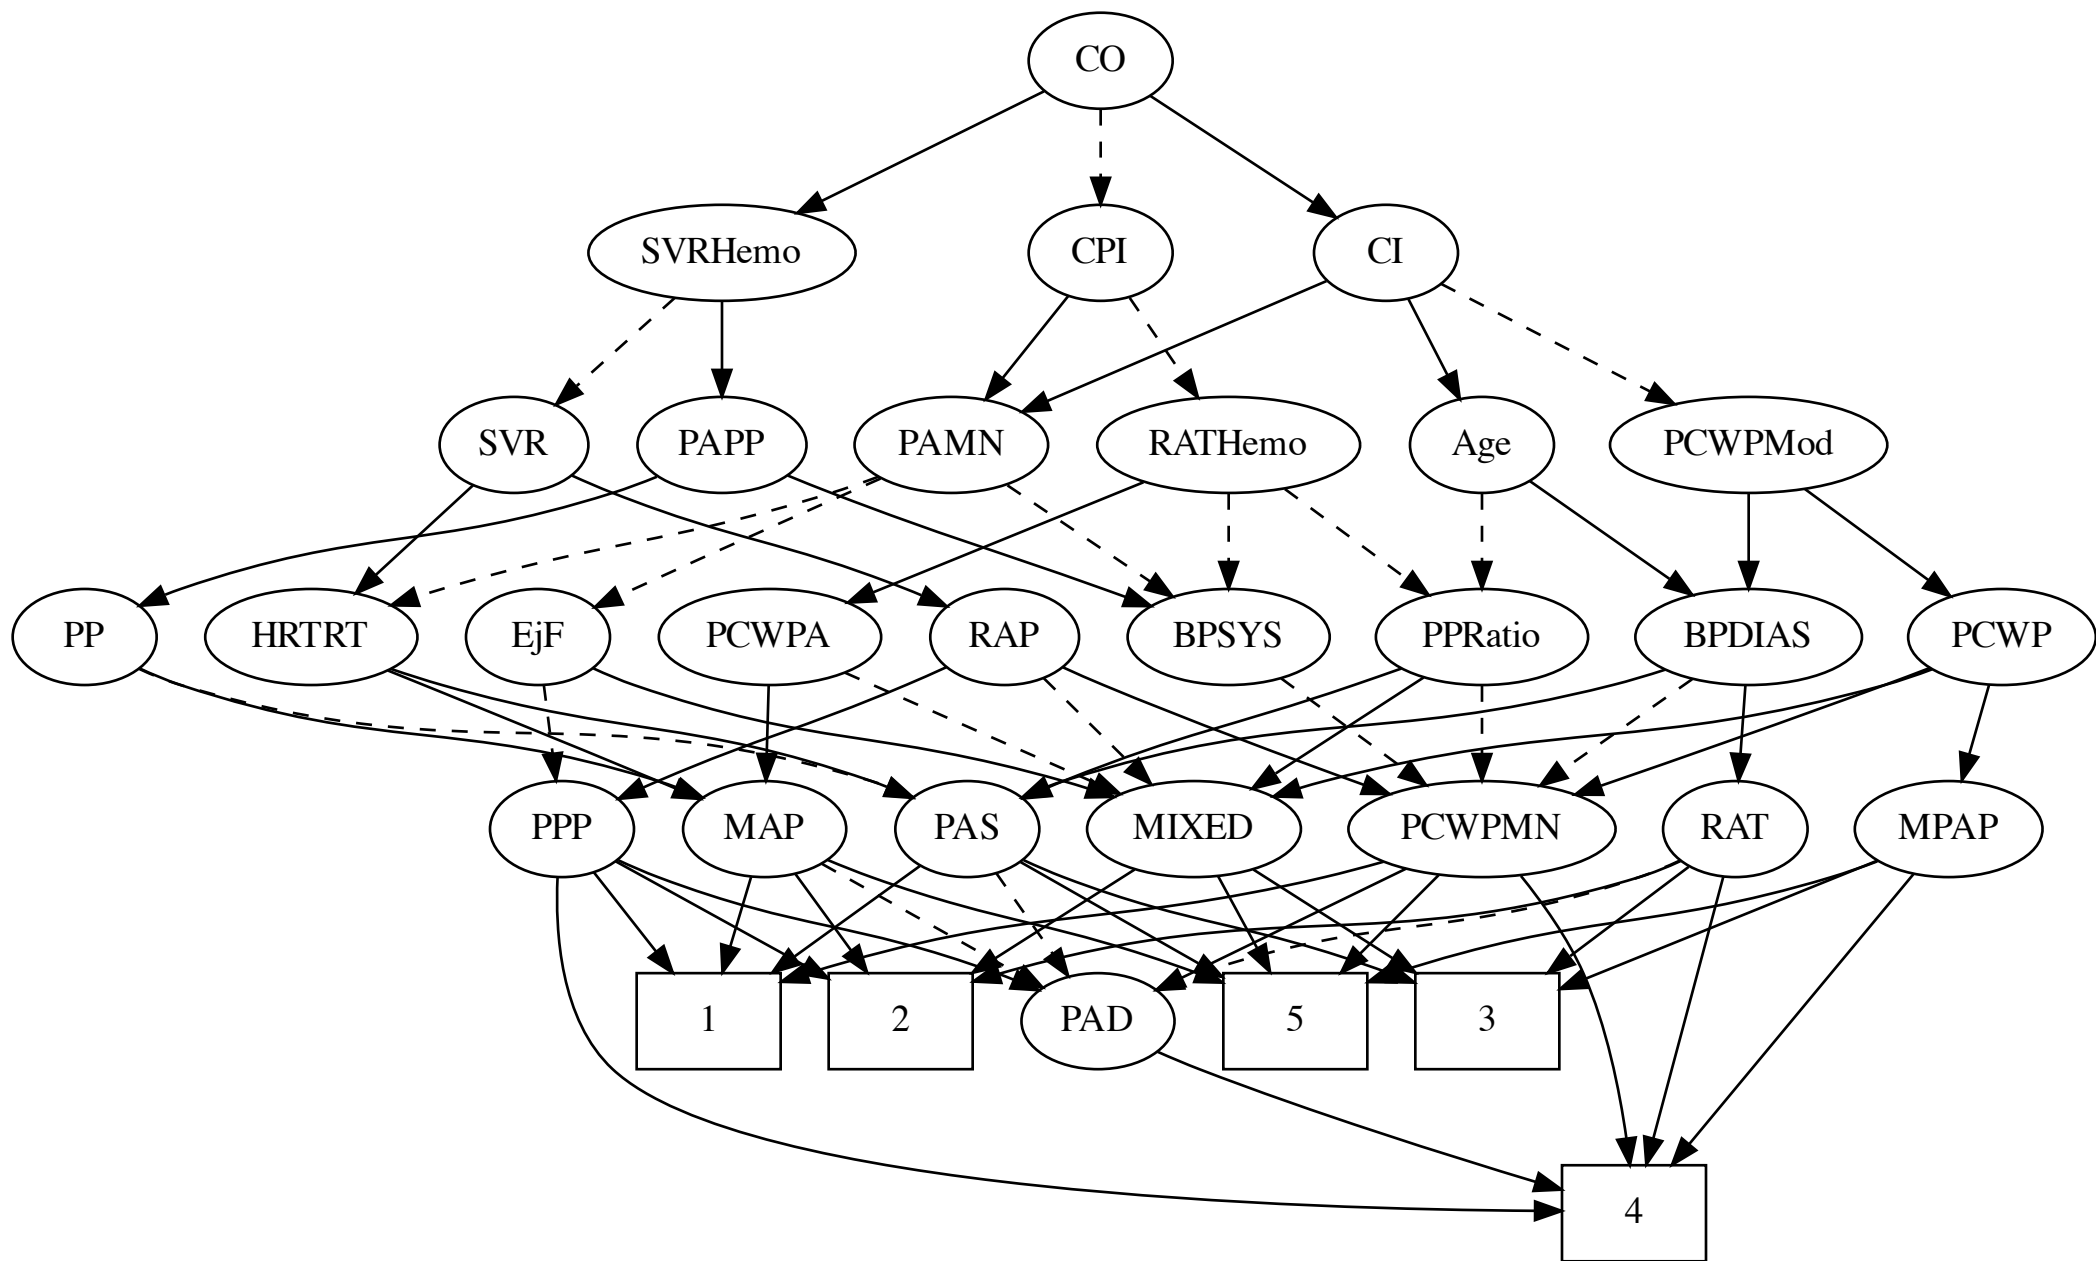 CO
SVRHemo
CPI
CI
SVR
PAPP
PAMN
RATHemo
Age
PCWPMod
PP
HRTRT
EjF
PCWPA
RAP
BPSYS
PPRatio
BPDIAS
PCWP
PPP
MAP
PAS
MIXED
PCWPMN
RAT
MPAP
1
2
PAD
5
3
4